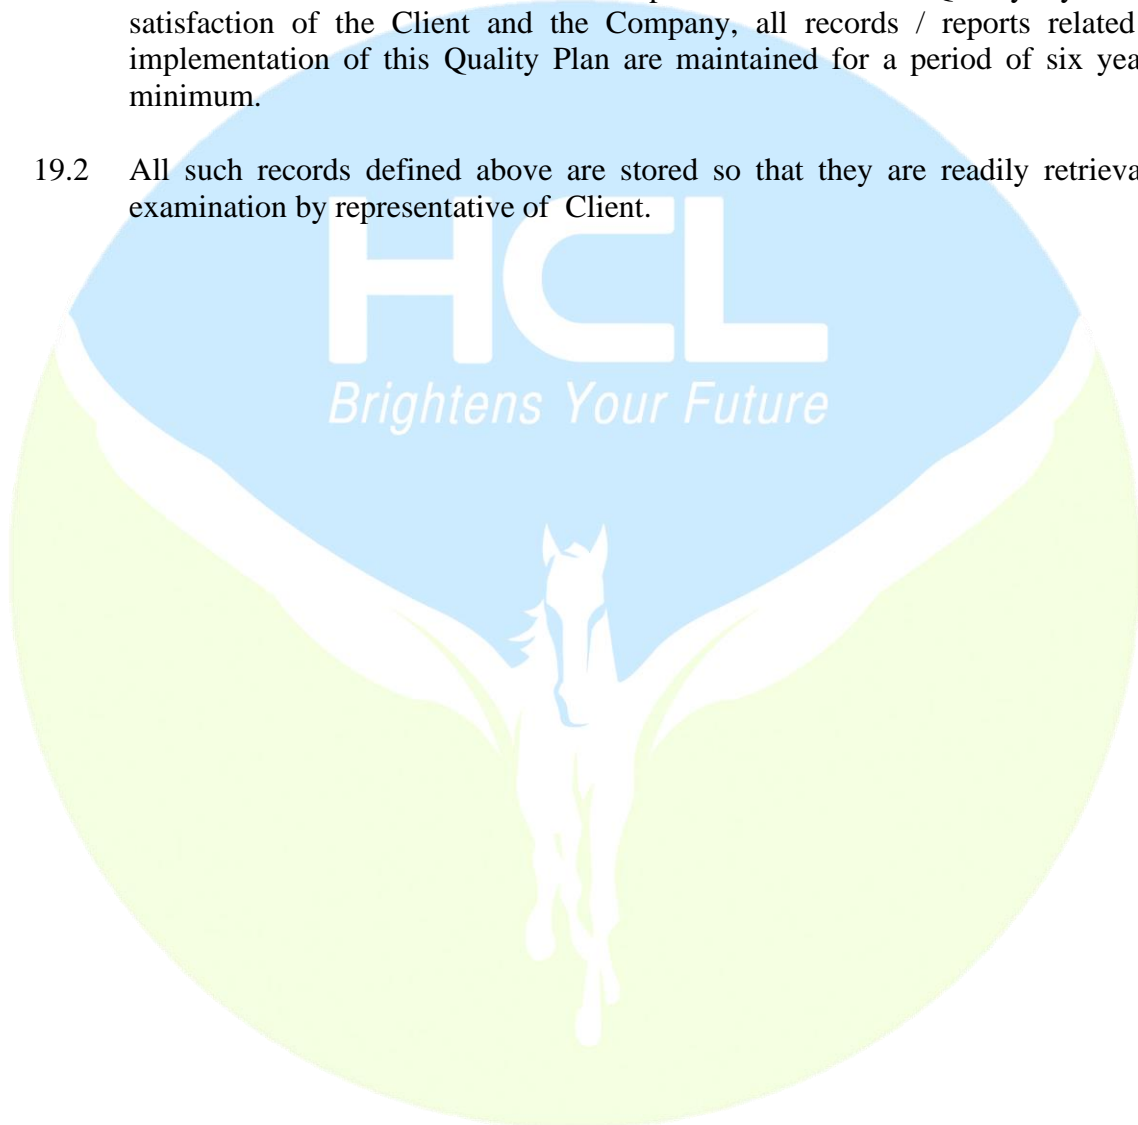 satisfaction of the Client and the Company, all records / reports related
implementation of this Quality Plan are maintained for a period of six
minimum.
19.2 All such records defined above are stored so that they are readily
examination by representative of Client.
HCL
Brightens Your Future